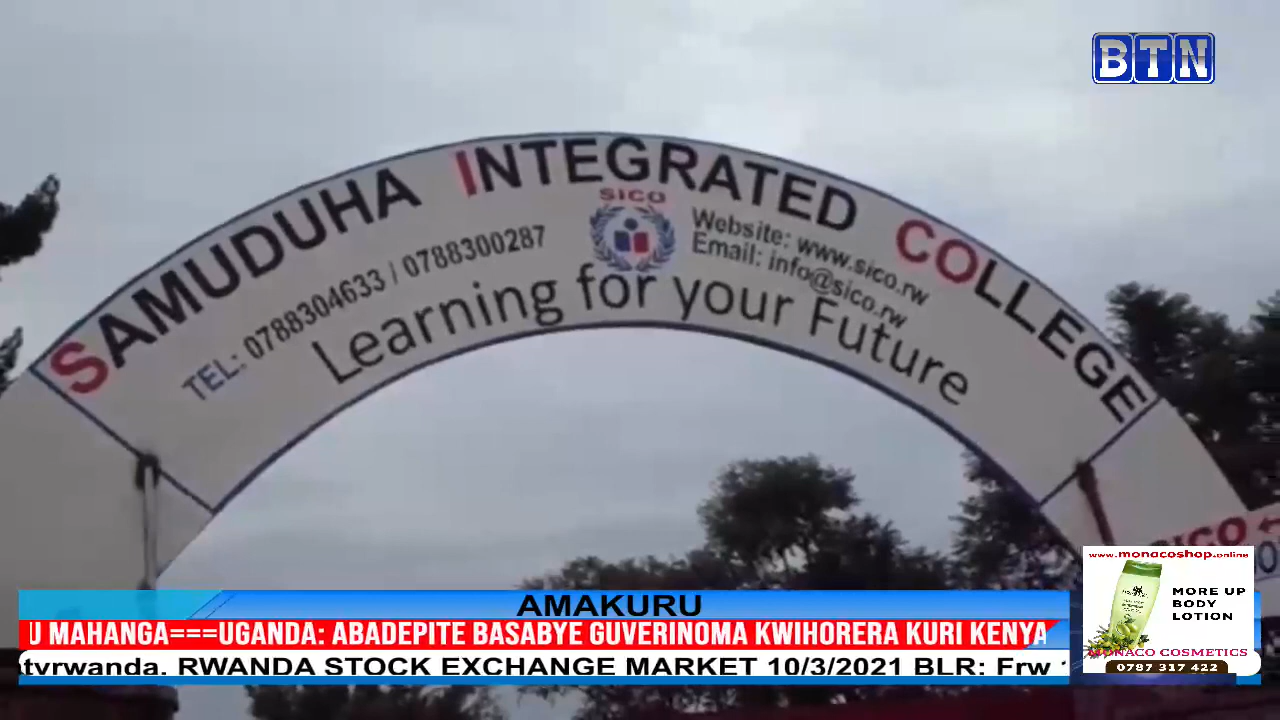 BTN
SAMUDUHA INTEGRATED COLLEGE
SICO
TEL: 0788304633 / 0788300287
Website: www.sico.rw
Email: info@sico.rw
Learning for your Future
SICO
www.monacoshop.online
MORE UP
BODY
LOTION
MONACO COSMETICS
0787 317 422
AMAKURU
U MAHANGA===UGANDA: ABADEPITE BASABYE GUVERINOMA KWIHORERA KURI KENYA
tvrwanda. RWANDA STOCK EXCHANGE MARKET 10/3/2021 BLR: Frw